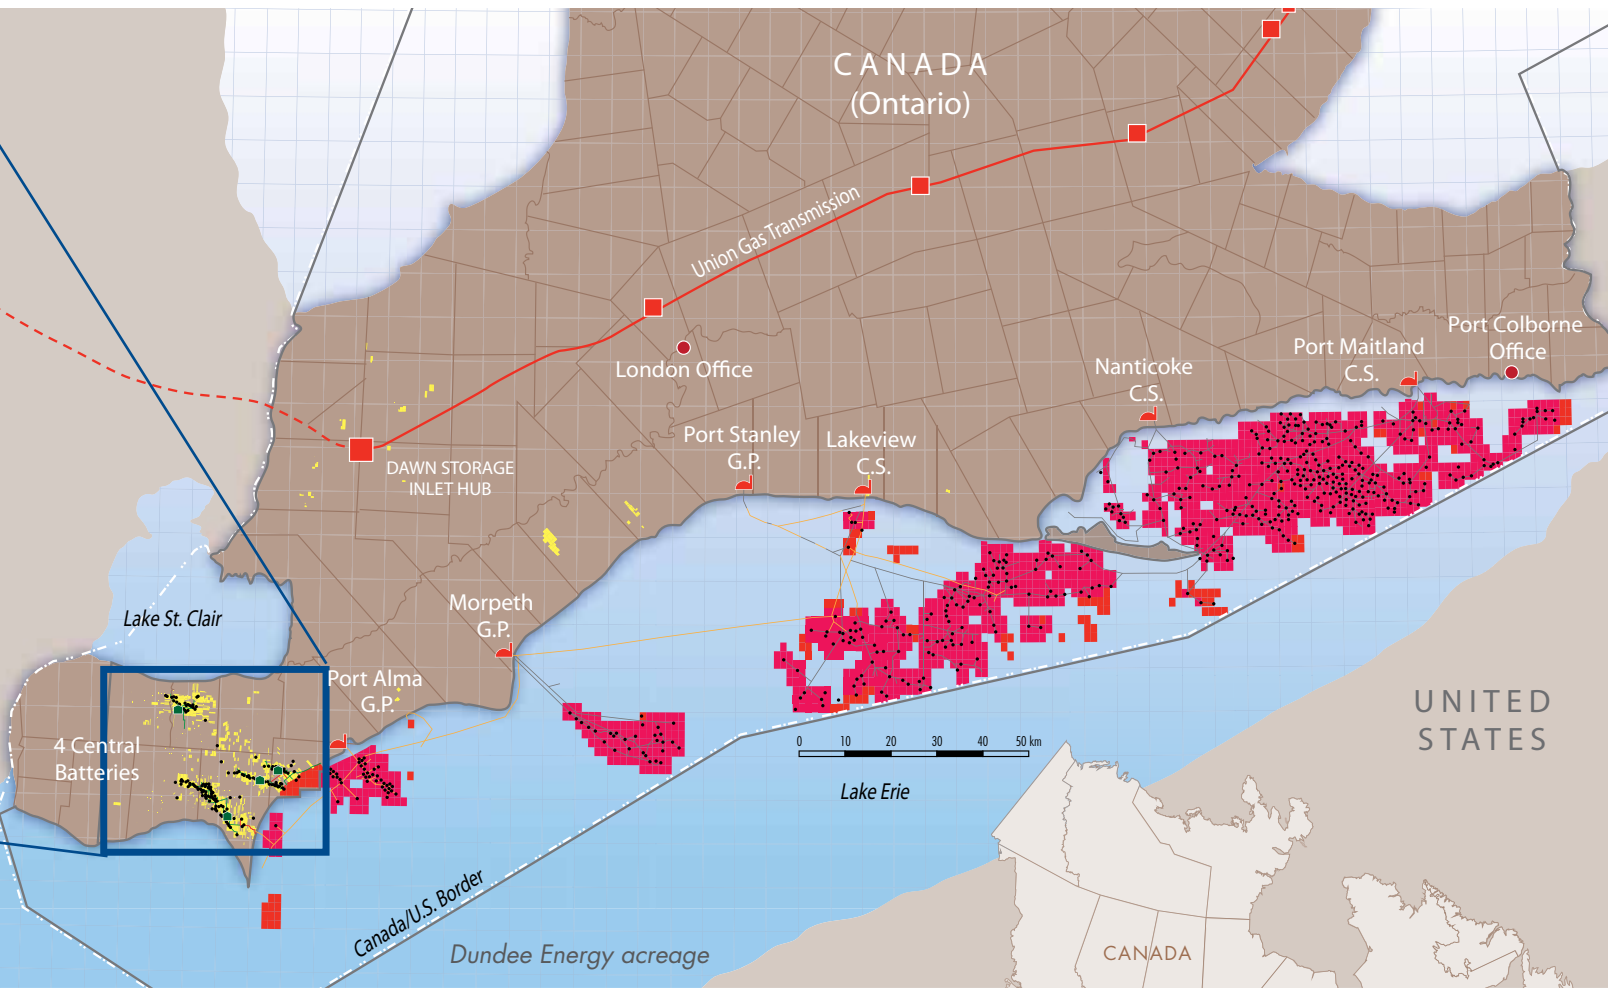 CANADA
(Ontario)
Union Gas Transmission
London Office
Port Colborne
Office
Port Maitland
C.S.
Nanticoke
C.S.
Port Stanley
G.P.
Lakeview
C.S.
DAWN STORAGE
INLET HUB
Lake St. Clair
Morpeth
G.P.
Port Alma
G.P.
4 Central
Batteries
UNITED
STATES
0 10 20 30 40 50 km
Lake Erie
Canada/U.S. Border
Dundee Energy acreage
CANADA